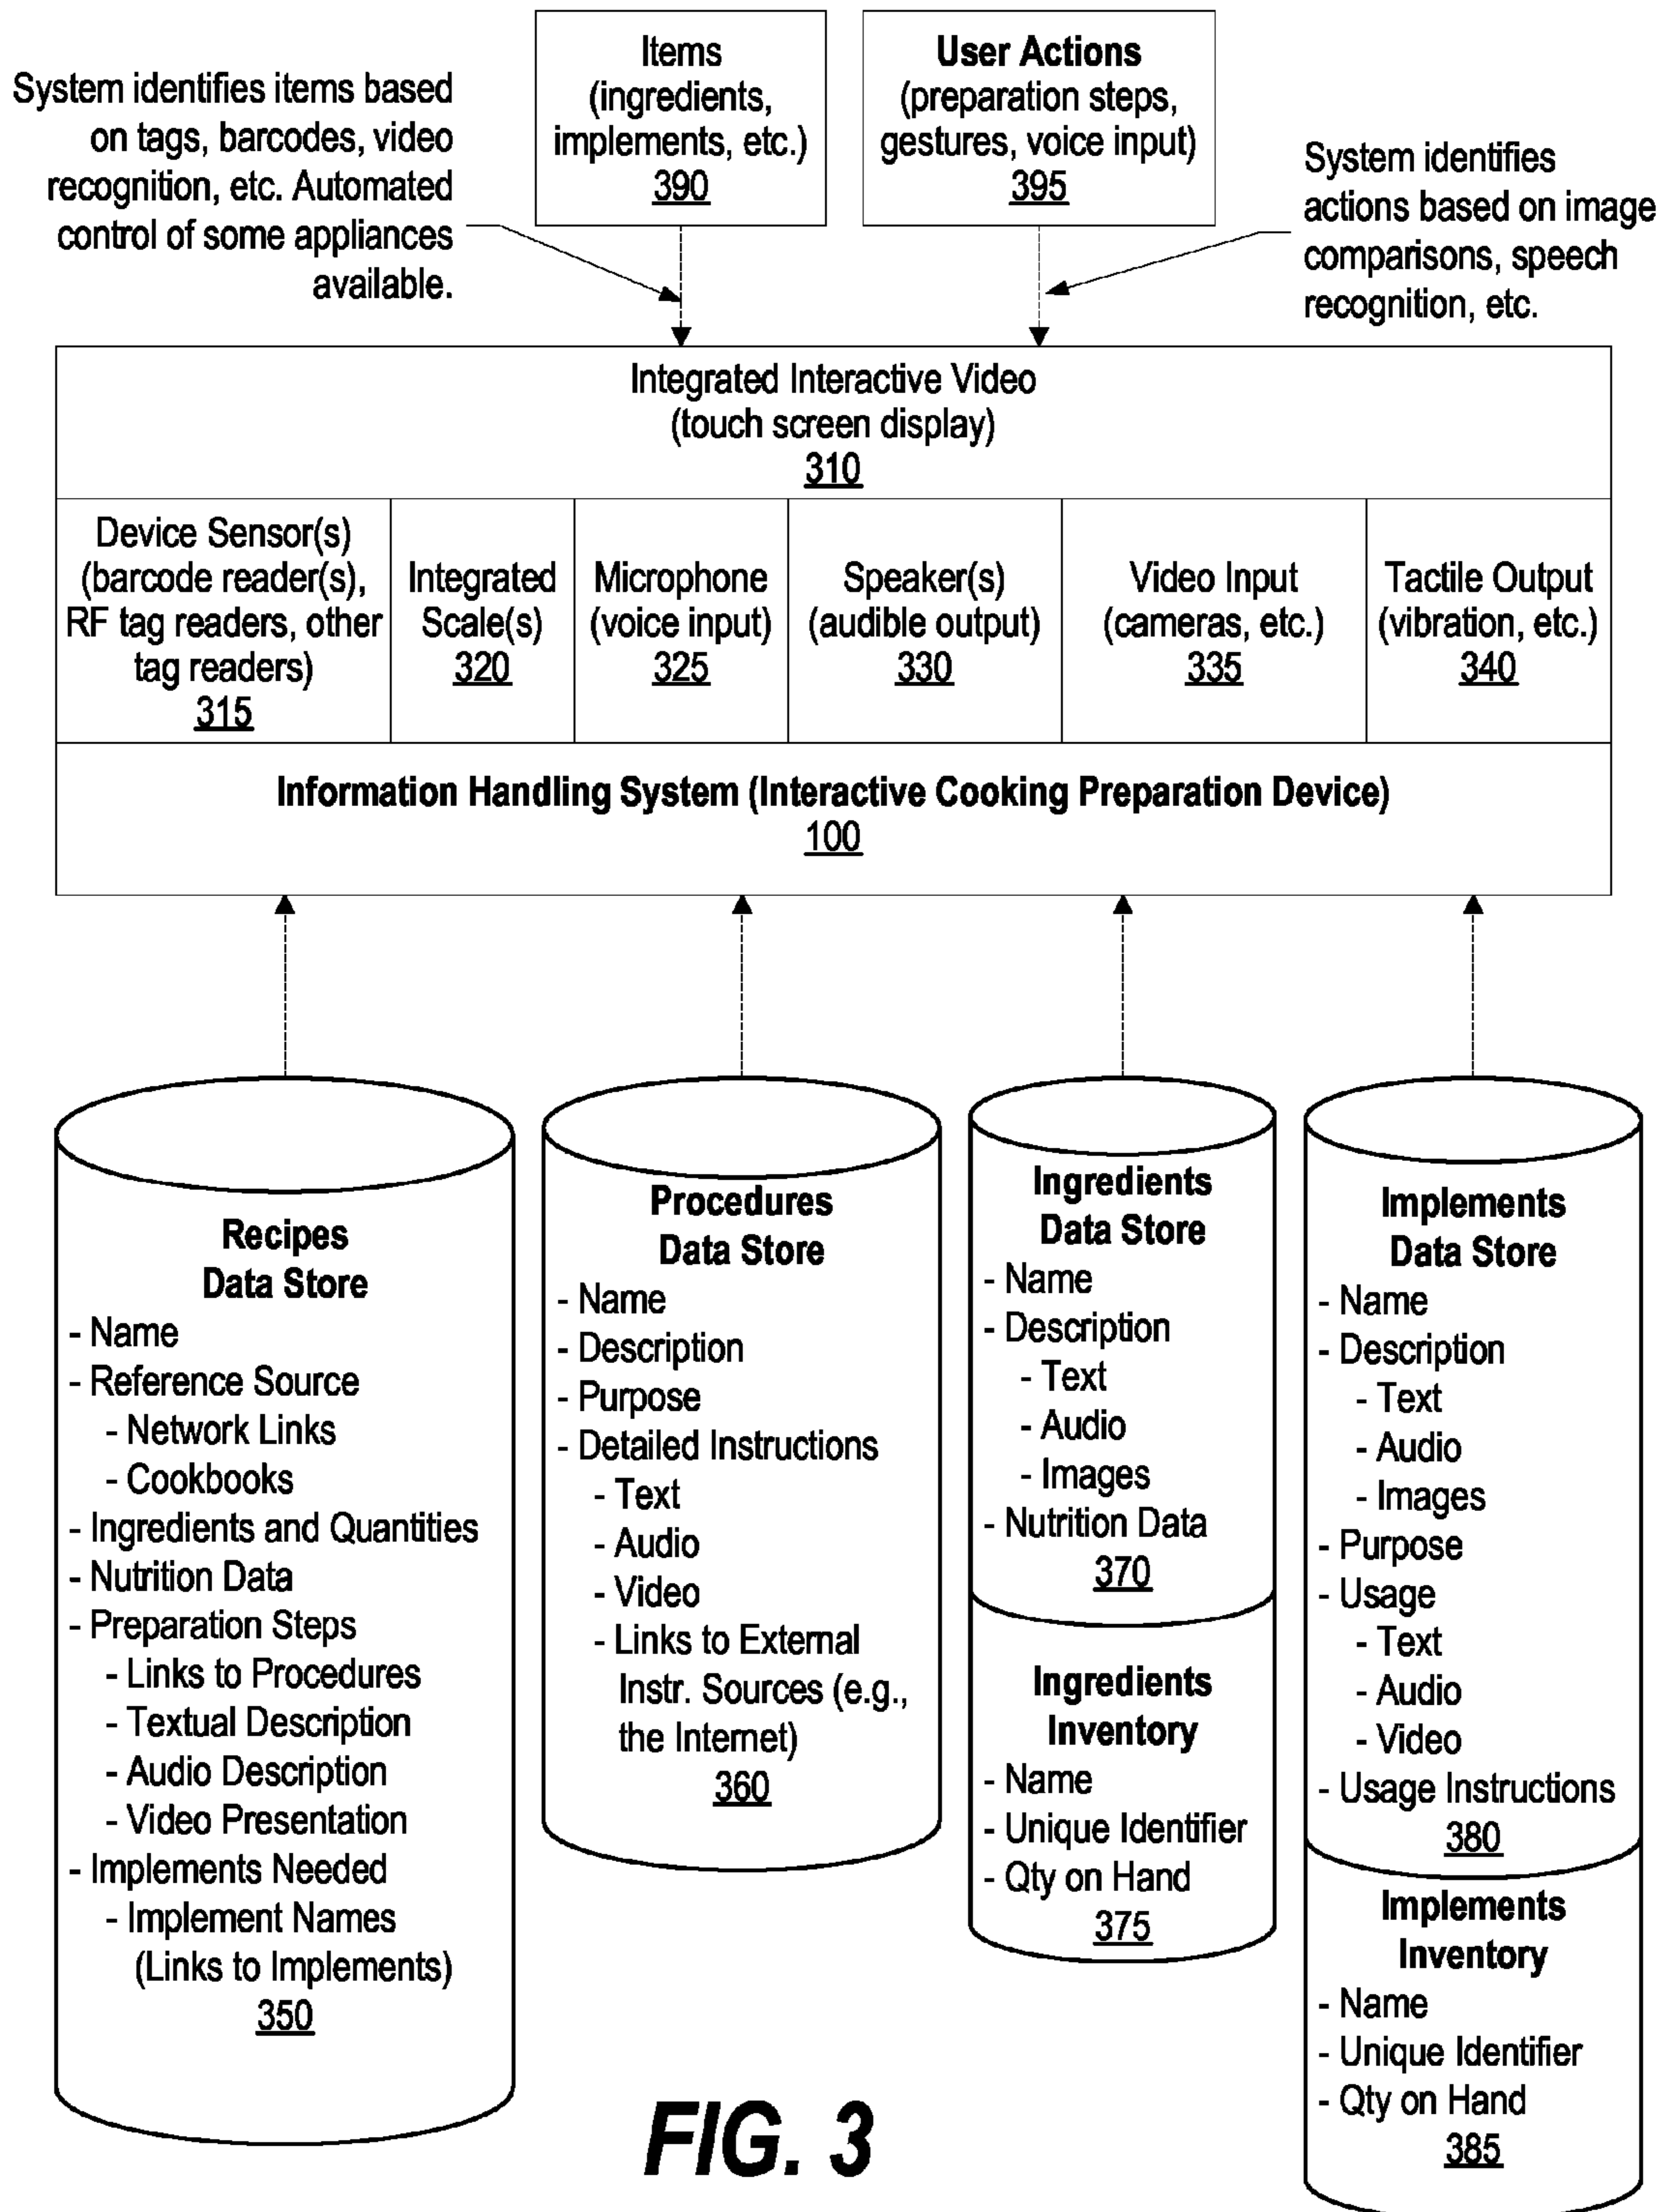 Items
(ingredients,
implements, etc.)
390
User Actions
(preparation steps,
gestures, voice input)
395
System identifies items based
on tags, barcodes, video
recognition, etc. Automated
control of some appliances
available.
System identifies
actions based on image
comparisons, speech
recognition, etc.
Integrated Interactive Video
(touch screen display)
310
Device Sensor(s)
(barcode reader(s),
RF tag readers, other
tag readers)
315
Integrated
Scale(s)
320
Microphone
(voice input)
325
Speaker(s)
(audible output)
330
Video Input
(cameras, etc.)
335
Tactile Output
(vibration, etc.)
340
Information Handling System (Interactive Cooking Preparation Device)
100
Recipes
Data Store
- Name
- Reference Source
- Network Links
- Cookbooks
- Ingredients and Quantities
- Nutrition Data
- Preparation Steps
- Links to Procedures
- Textual Description
- Audio Description
- Video Presentation
- Implements Needed
- Implement Names
(Links to Implements)
350
Procedures
Data Store
- Name
- Description
- Purpose
- Detailed Instructions
- Text
- Audio
- Video
- Links to External
Instr. Sources (e.g.,
the Internet)
360
Ingredients
Data Store
- Name
- Description
- Text
- Audio
- Images
- Nutrition Data
370
Ingredients
Inventory
- Name
- Unique Identifier
- Qty on Hand
375
Implements
Data Store
- Name
- Description
- Text
- Audio
- Images
- Purpose
- Usage
- Text
- Audio
- Video
- Usage Instructions
380
Implements
Inventory
- Name
- Unique Identifier
- Qty on Hand
385
FIG. 3